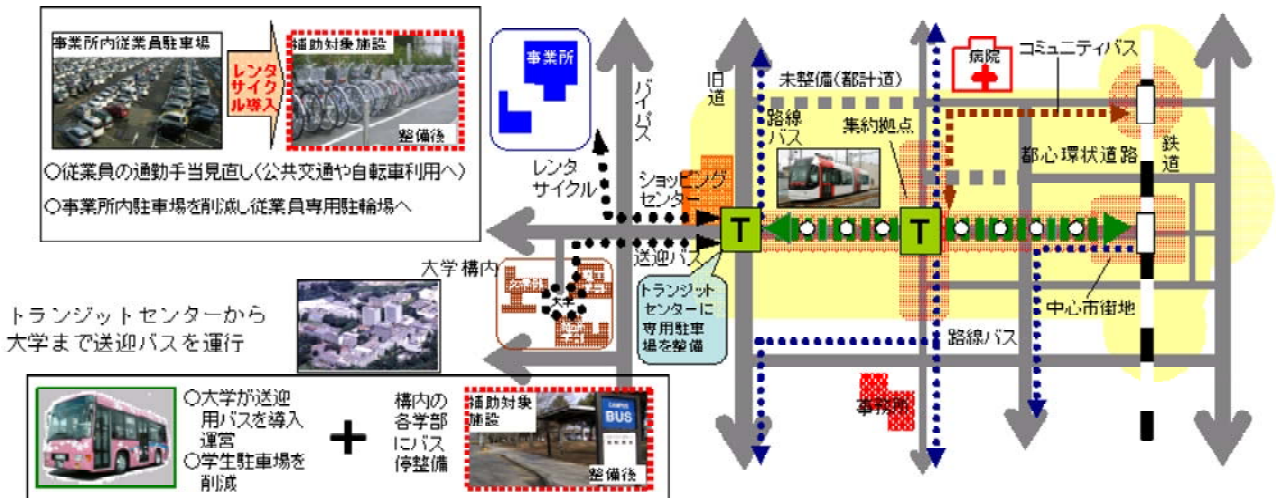 事業所内従業員駐車場
レンタ
サイク
ル導入
補助対象施設
整備後
○従業員の通勤手当見直し(公共交通や自転車利用へ)
○事業所内駐車場を削減し従業員専用駐輪場へ
事業所
バイパス
旧道
未整備(都計道)
路線
バス
集約拠点
病院
コミュニティバス
都心環状道路
鉄道
レンタ
サイクル
ショッピング
センター
T
T
送迎バス
大学構内
大学
トランジット
センターに
専用駐車
場を整備
中心市街地
路線バス
事務所
トランジットセンターから
大学まで送迎バスを運行
○大学が送迎
用バスを導入
運営
○学生駐車場を
削減
+
構内の
各学部
にバス
停整備
補助対象
施設
BUS
整備後